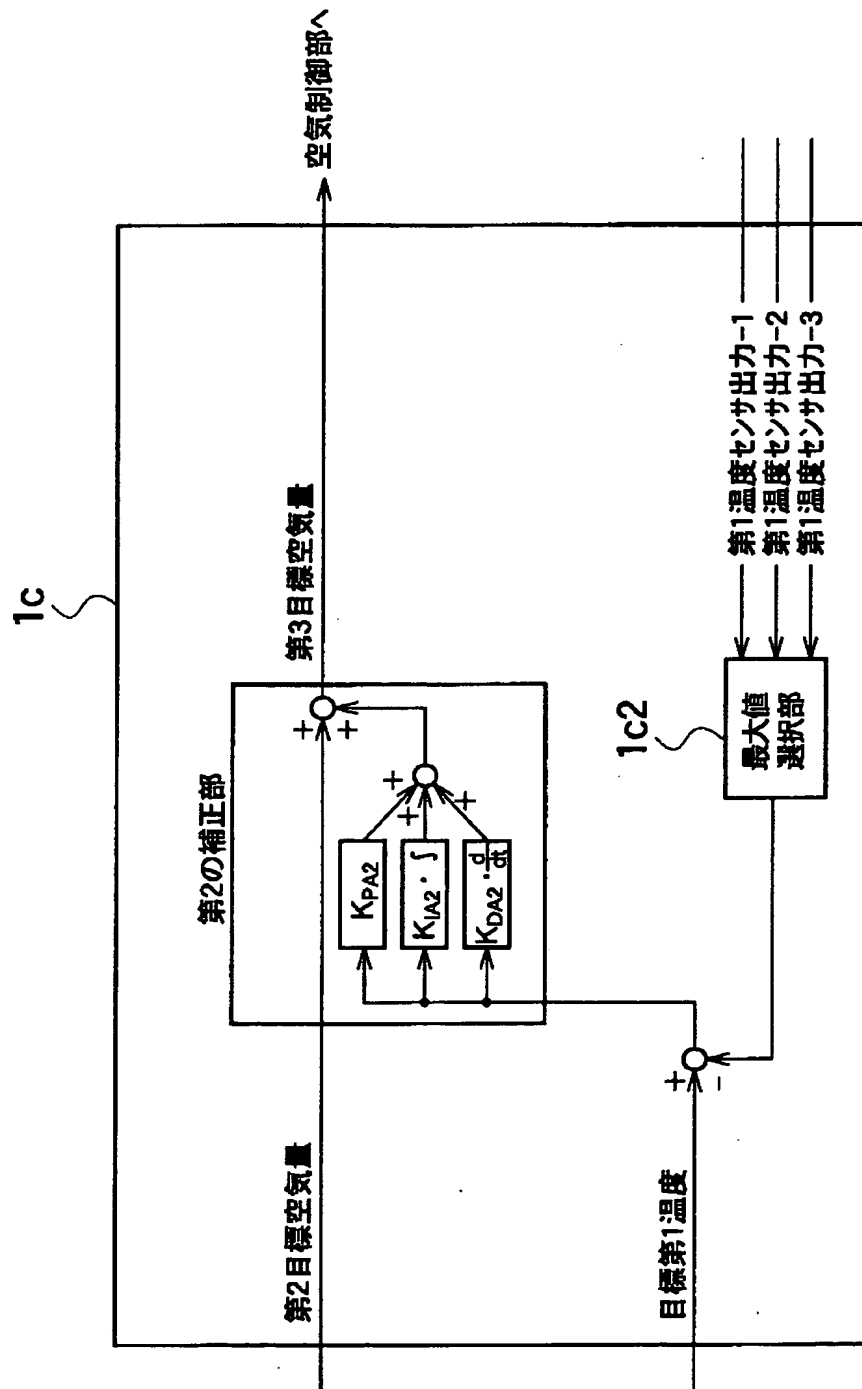 1c
第2目標空気量
第2の補正部
第3目標空気量
空気制御部へ
+
+
KPA2
KIA2・∫
KDA2・d/dt
+
+
+
目標第1温度
+
-
1c2
最大値
選択部
第1温度センサ出力-1
第1温度センサ出力-2
第1温度センサ出力-3